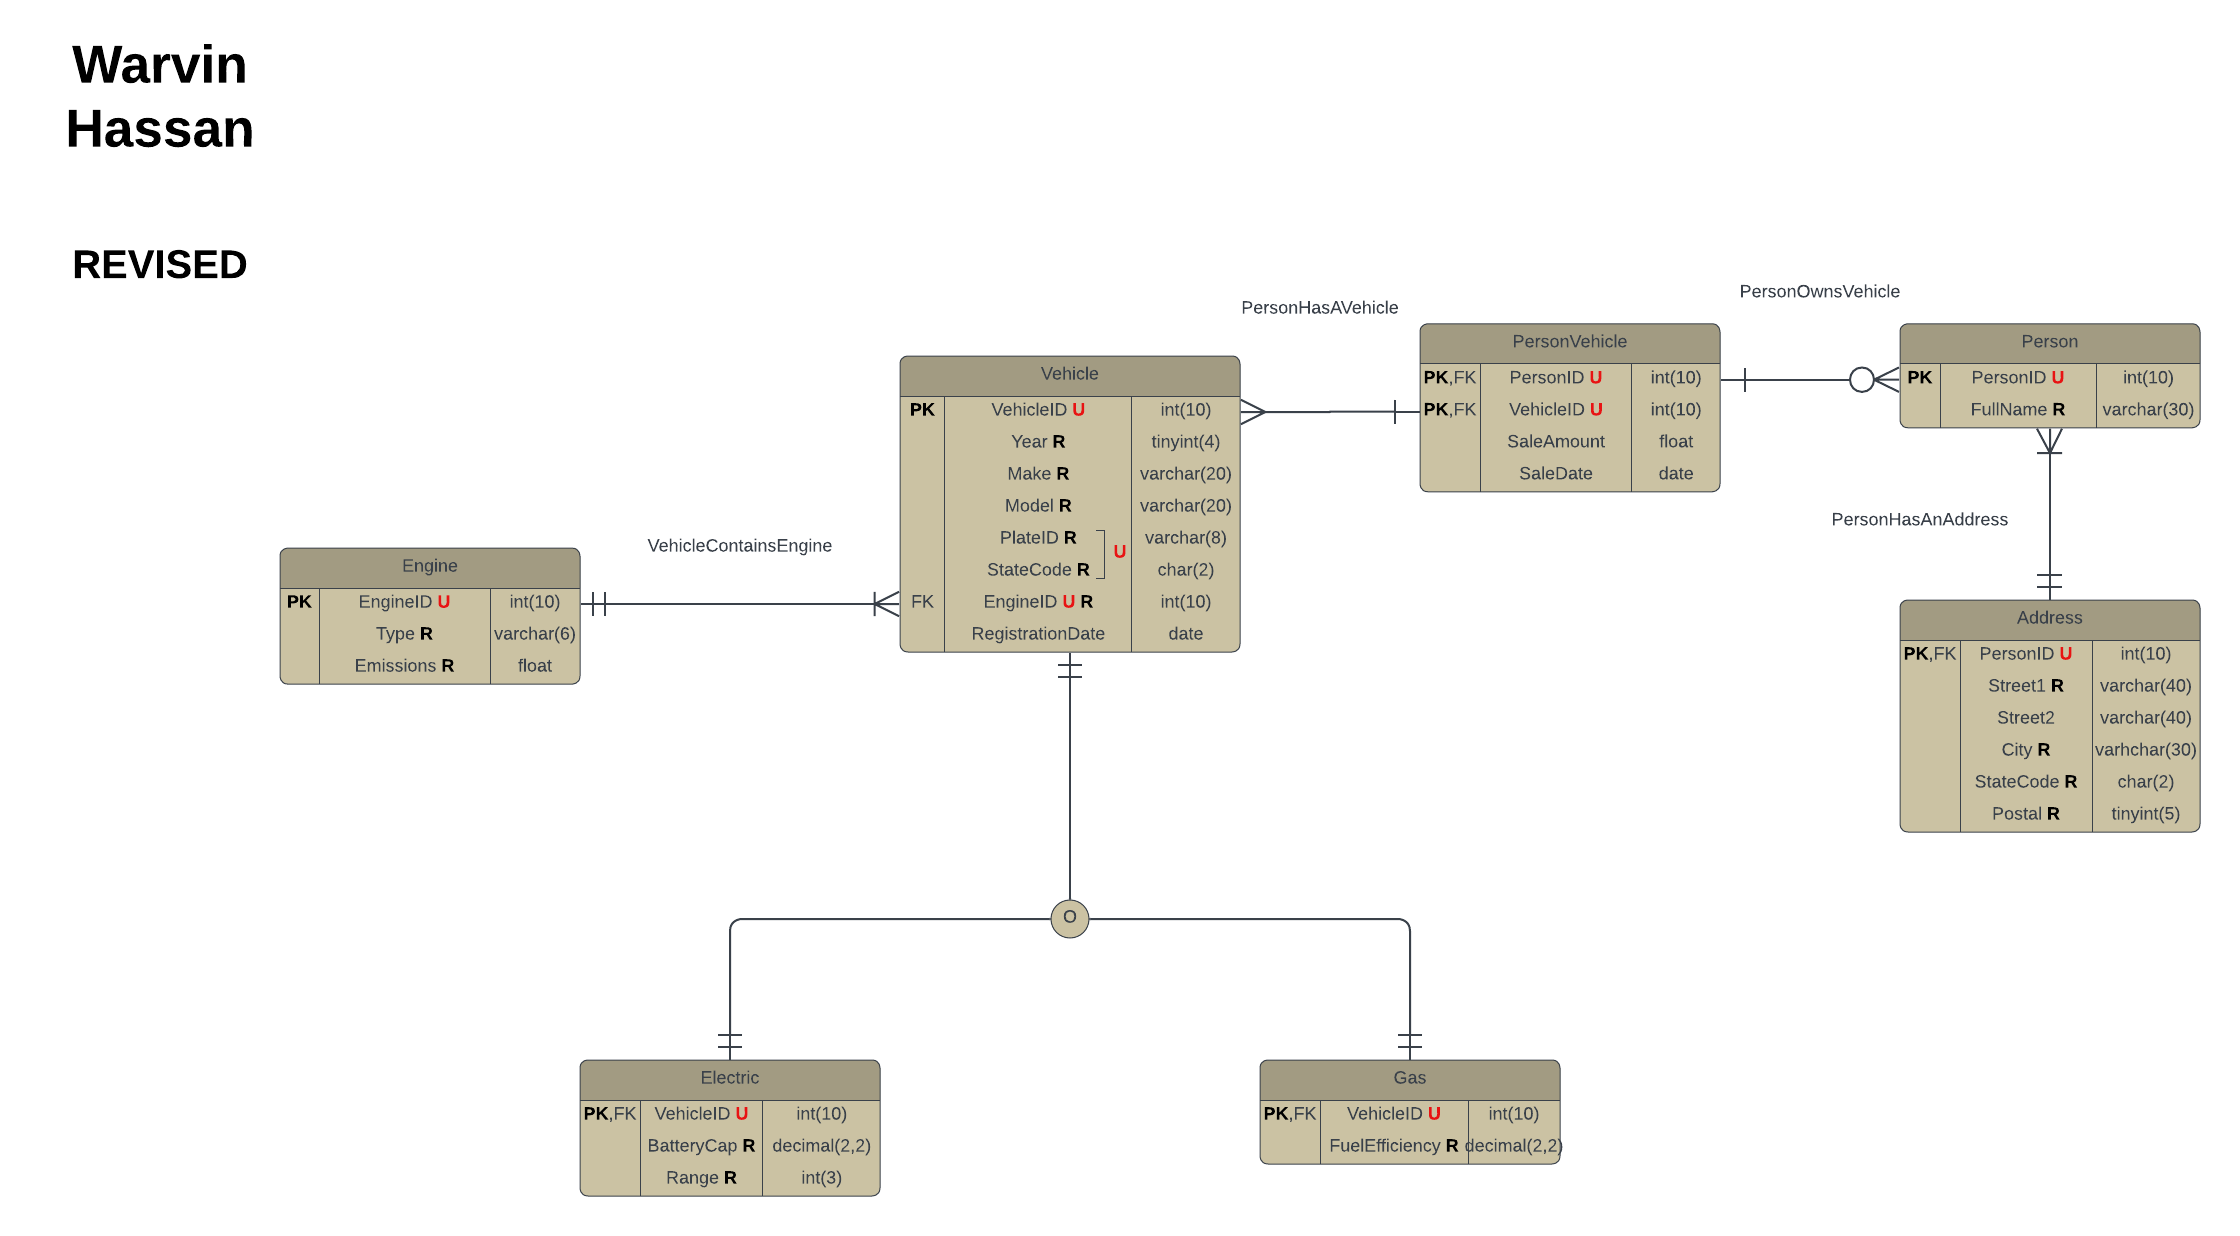 Warvin
Hassan
REVISED
PersonOwnsVehicle
PersonHasAVehicle
PersonVehicle
PK,FK PersonID U int(10)
PK,FK VehicleID U int(10)
SaleAmount float
SaleDate date
Person
PK PersonID U int(10)
FullName R varchar(30)
Vehicle
PK VehicleID U int(10)
Year R tinyint(4)
Make R varchar(20)
Model R varchar(20)
PlateID R varchar(8)
U
StateCode R char(2)
FK EngineID U R int(10)
RegistrationDate date
PersonHasAnAddress
VehicleContainsEngine
Engine
PK EngineID U int(10)
Type R varchar(6)
Emissions R float
Address
PK,FK PersonID U int(10)
Street1 R varchar(40)
Street2 varchar(40)
City R varhchar(30)
StateCode R char(2)
Postal R tinyint(5)
O
Electric
PK,FK VehicleID U int(10)
BatteryCap R decimal(2,2)
Range R int(3)
Gas
PK,FK VehicleID U int(10)
FuelEfficiency R decimal(2,2)